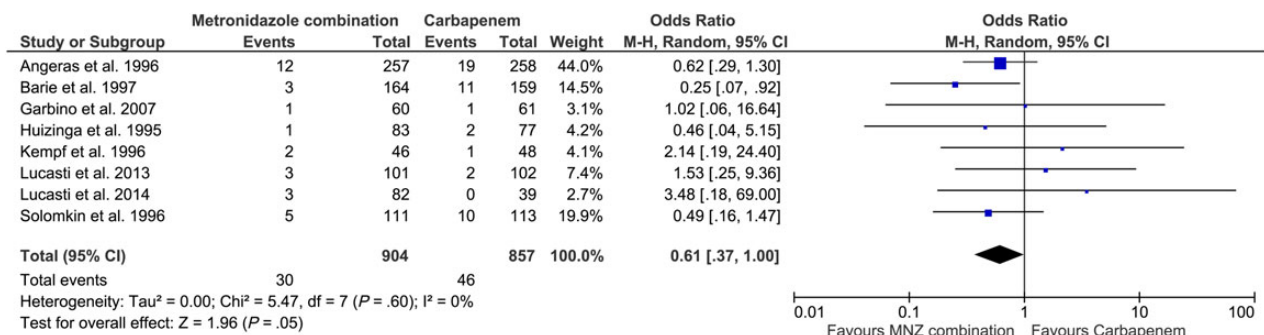 Metronidazole combination Carbapenem Odds Ratio Odds Ratio
Study or Subgroup Events Total Events Total Weight M-H, Random, 95% CI M-H, Random, 95% CI
Angeras et al. 1996 12 257 19 258 44.0% 0.62 [.29, 1.30]
Barie et al. 1997 3 164 11 159 14.5% 0.25 [.07, .92]
Garbino et al. 2007 1 60 1 61 3.1% 1.02 [.06, 16.64]
Huizinga et al. 1995 1 83 2 77 4.2% 0.46 [.04, 5.15]
Kempf et al. 1996 2 46 1 48 4.1% 2.14 [.19, 24.40]
Lucasti et al. 2013 3 101 2 102 7.4% 1.53 [.25, 9.36]
Lucasti et al. 2014 3 82 0 39 2.7% 3.48 [.18, 69.00]
Solomkin et al. 1996 5 111 10 113 19.9% 0.49 [.16, 1.47]
Total (95% CI) 904 857 100.0% 0.61 [.37, 1.00]
Total events 30 46
Heterogeneity: Tau² = 0.00; Chi² = 5.47, df = 7 (P = .60); I² = 0%
Test for overall effect: Z = 1.96 (P = .05)
0.01 0.1 1 10 100
Favours MNZ combination Favours Carbapenem